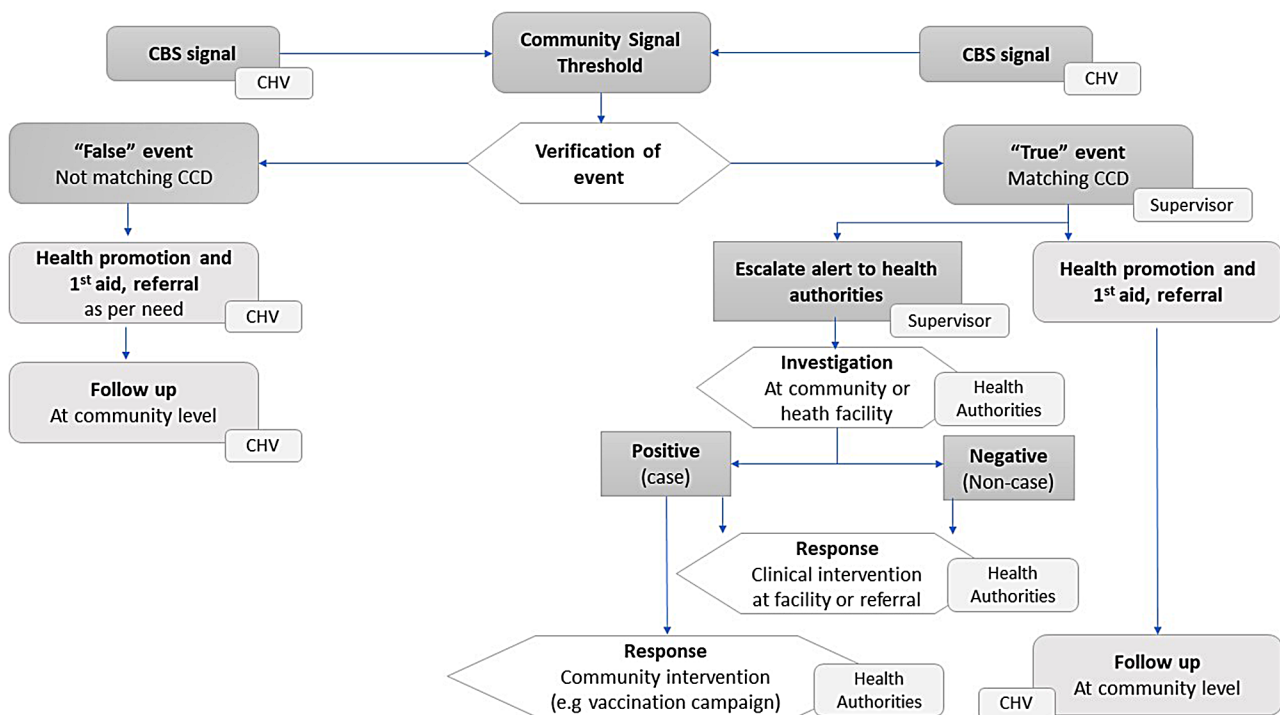 CBS signal
CHV
Community Signal
Threshold
CBS signal
CHV
“False” event
Not matching CCD
Verification of
event
“True” event
Matching CCD
Supervisor
Health promotion and
1st aid, referral
as per need
CHV
Escalate alert to health
authorities
Supervisor
Health promotion and
1st aid, referral
Investigation
At community or
heath facility
Health
Authorities
Follow up
At community level
CHV
Positive
(case)
Negative
(Non-case)
Response
Clinical intervention
at facility or referral
Health
Authorities
Response
Community intervention
(e.g vaccination campaign)
Health
Authorities
Follow up
At community level
CHV